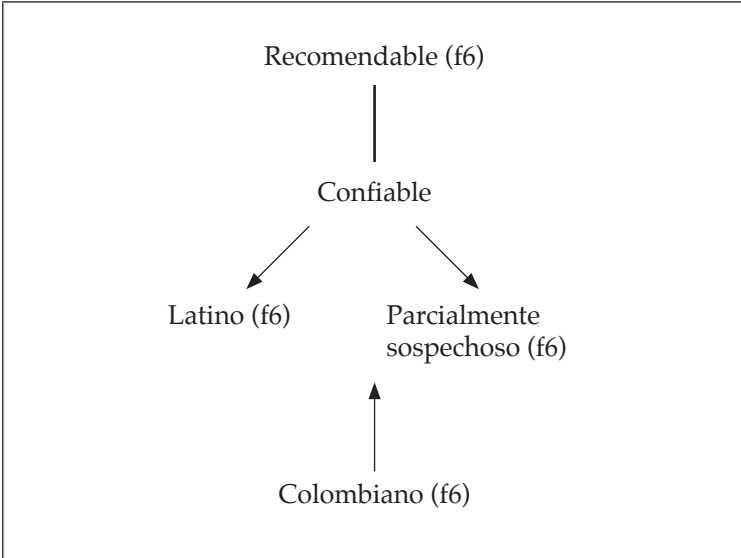 Recomendable (f6)
Confiable
Latino (f6)
Parcialmente
sospechoso (f6)
Colombiano (f6)